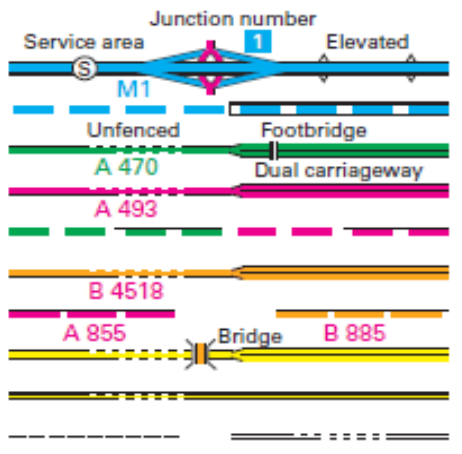 Junction number
Service area 1 Elevated
S
M1
Unfenced Footbridge
A 470 Dual carriageway
A 493
B 4518
A 855 Bridge B 885